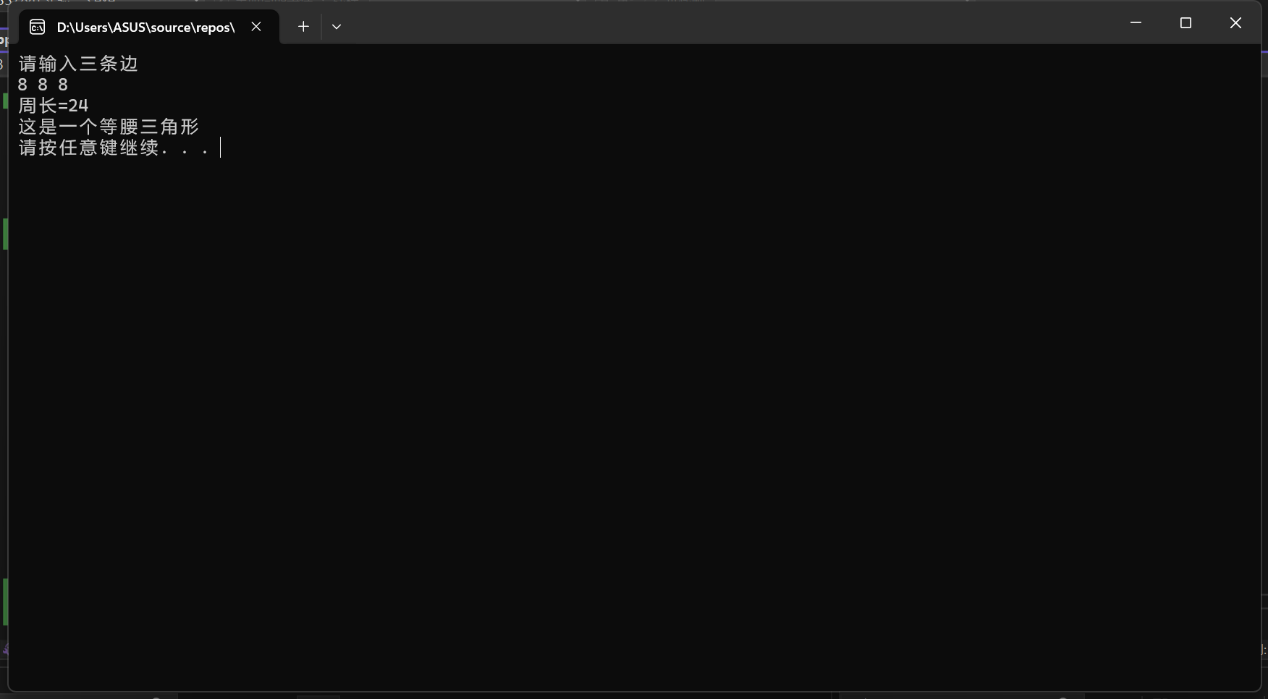 D:\Users\ASUS\source\repos\
请输入三条边
8 8 8
周长=24
这是一个等腰三角形
请按任意键继续. . .